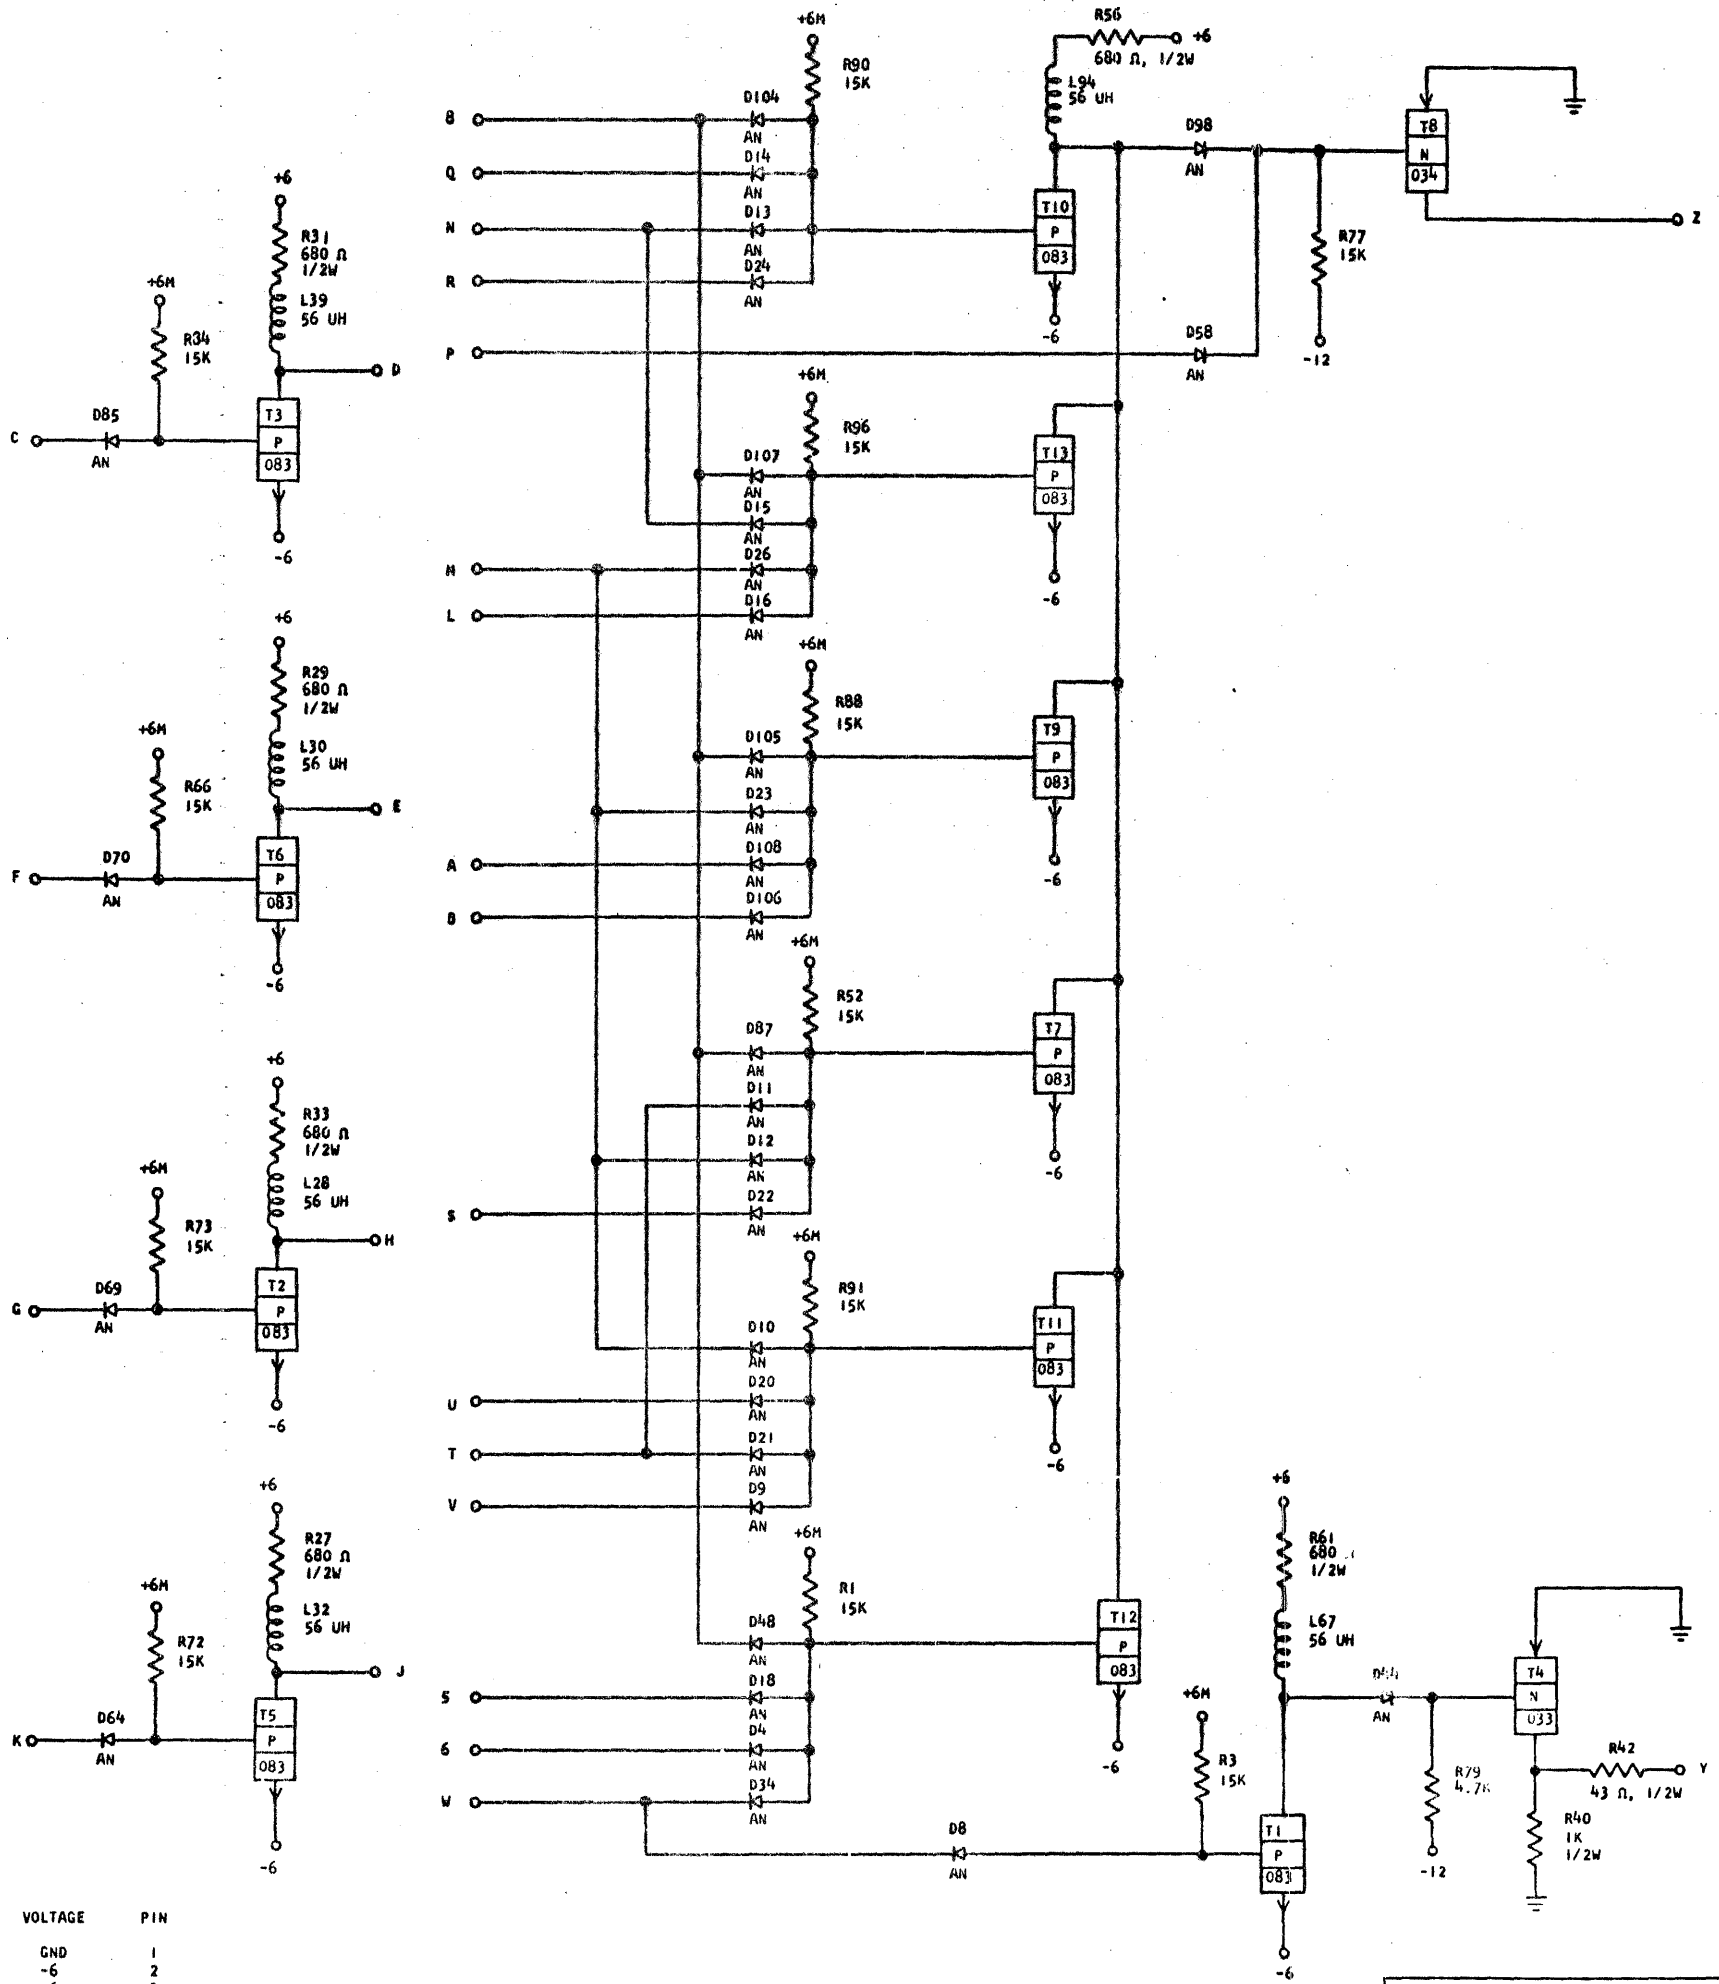 +6M
R90
15K
R56
+6
680 Ω, 1/2W
L94
56 UH
8
D104
AN
Q
D14
AN
N
D13
AN
R
D24
AN
T10
P
083
-6
D98
AN
T8
N
034
Z
R77
15K
-12
P
D58
AN
+6
R31
680 Ω
1/2W
L39
56 UH
+6M
R34
15K
D
C
D85
AN
T3
P
083
-6
+6M
R96
15K
D107
AN
D15
AN
M
D26
AN
L
D16
AN
T13
P
083
-6
+6
R29
680 Ω
1/2W
L30
56 UH
+6M
R66
15K
E
F
D70
AN
T6
P
083
-6
+6M
R88
15K
D105
AN
D23
AN
A
D108
AN
B
D106
AN
T9
P
083
-6
+6M
R52
15K
D87
AN
D11
AN
D12
AN
S
D22
AN
T7
P
083
-6
+6
R33
680 Ω
1/2W
L28
56 UH
+6M
R73
15K
H
G
D69
AN
T2
P
083
-6
+6M
R91
15K
D10
AN
U
D20
AN
T
D21
AN
V
D9
AN
T11
P
083
-6
+6
R27
680 Ω
1/2W
L32
56 UH
+6M
R72
15K
J
K
D64
AN
T5
P
083
-6
+6M
R1
15K
D48
AN
5
D18
AN
6
D4
AN
W
D34
AN
T12
P
083
-6
D8
AN
+6M
R3
15K
+6
R61
680
1/2W
L67
56 UH
T1
P
083
-6
AN
R79
4.7K
-12
T4
N
033
R42
43 Ω, 1/2W
Y
R40
1K
1/2W
VOLTAGE PIN
GND 1
-6 2